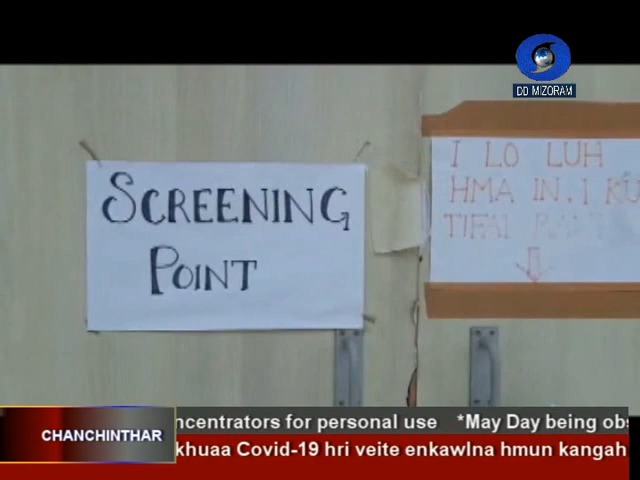 DD MIZORAM
SCREENING
POINT
I LO LUH
HMA IN, I
TIFAI
CHANCHINTHAR
ncentrators for personal use *May Day being obs
khuaa Covid-19 hri veite enkawlna hmun kangah